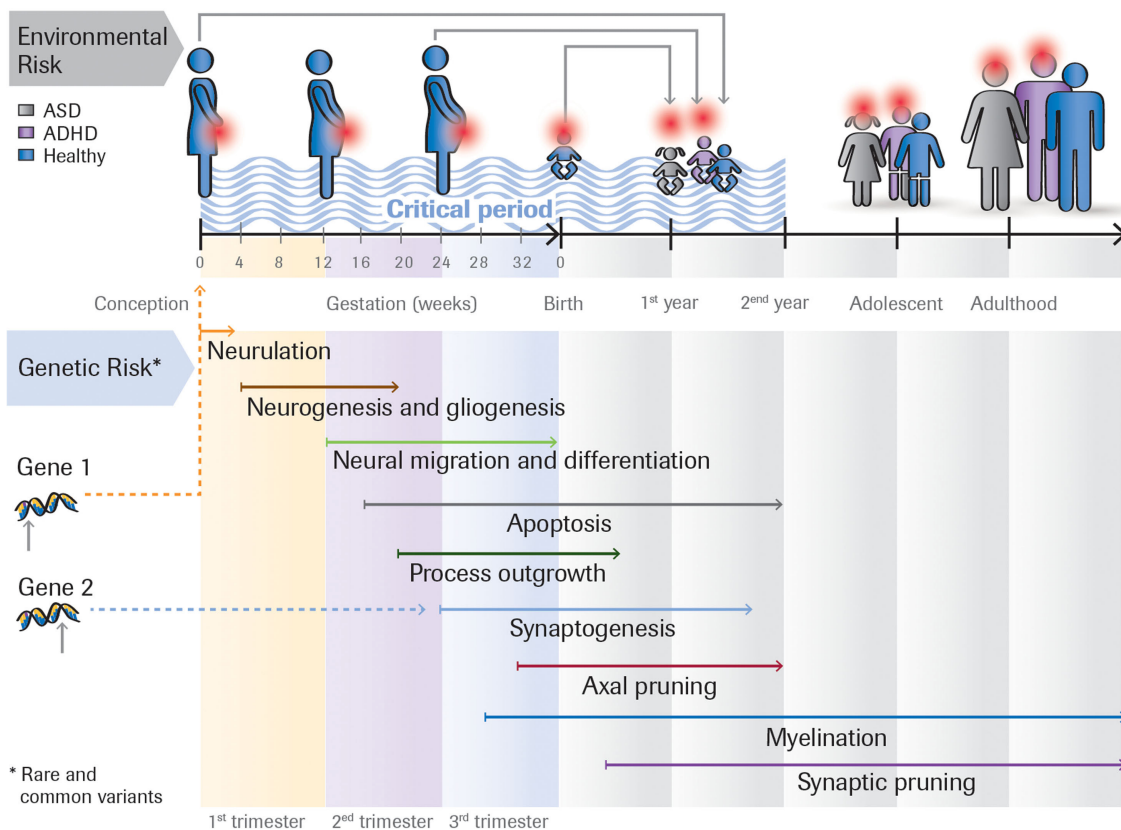 Environmental
Risk
ASD
ADHD
Healthy
Critical period
0 4 8 12 16 20 24 28 32 0
Conception Gestation (weeks) Birth 1st year 2end year Adolescent Adulthood
Genetic Risk*
Neurulation
Neurogenesis and gliogenesis
Neural migration and differentiation
Gene 1
Apoptosis
Process outgrowth
Gene 2
Synaptogenesis
Axal pruning
Myelination
Synaptic pruning
* Rare and
common variants
1st trimester 2ed trimester 3rd trimester